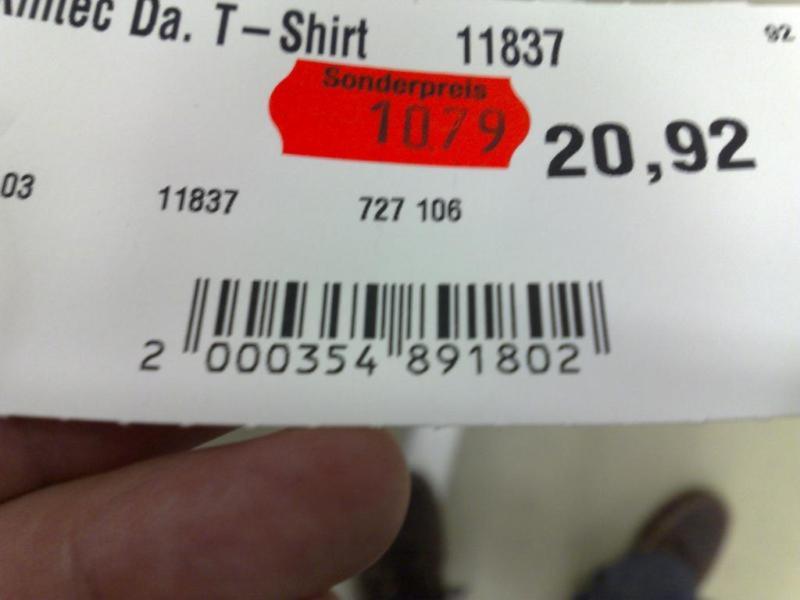 Da. T-Shirt 11837 92
Sonderpreis
10.79 20,92
03 11837 727 106
2 000354 891802